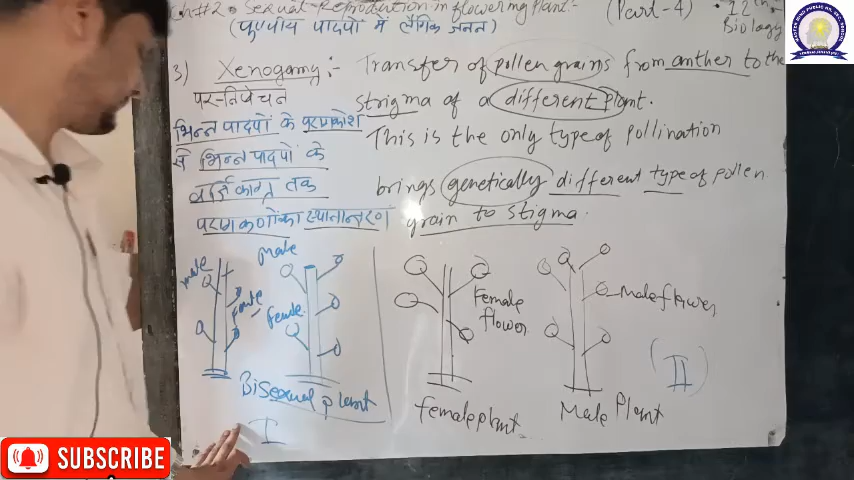 Ch#2 • Sexual Reproduction in flowering Plant:- (Part-4) • 12th
(पुष्पीय पादपों में लैंगिक जनन) Biology
3) Xenogamy:- Transfer of pollen grains from anther to the
पर-निषेचन stigma of a different plant.
भिन्न पादपों के परागकोश This is the only type of pollination
से भिन्न पादपों के
वर्तिकाग्र तक brings genetically different type of pollen
परागकणों का स्थानान्तरण grain to stigma.
male male
Female Female
Female flower
Male flower
Bisexual plant
Female plant
Male Plant
I
(II)
SUBSCRIBE